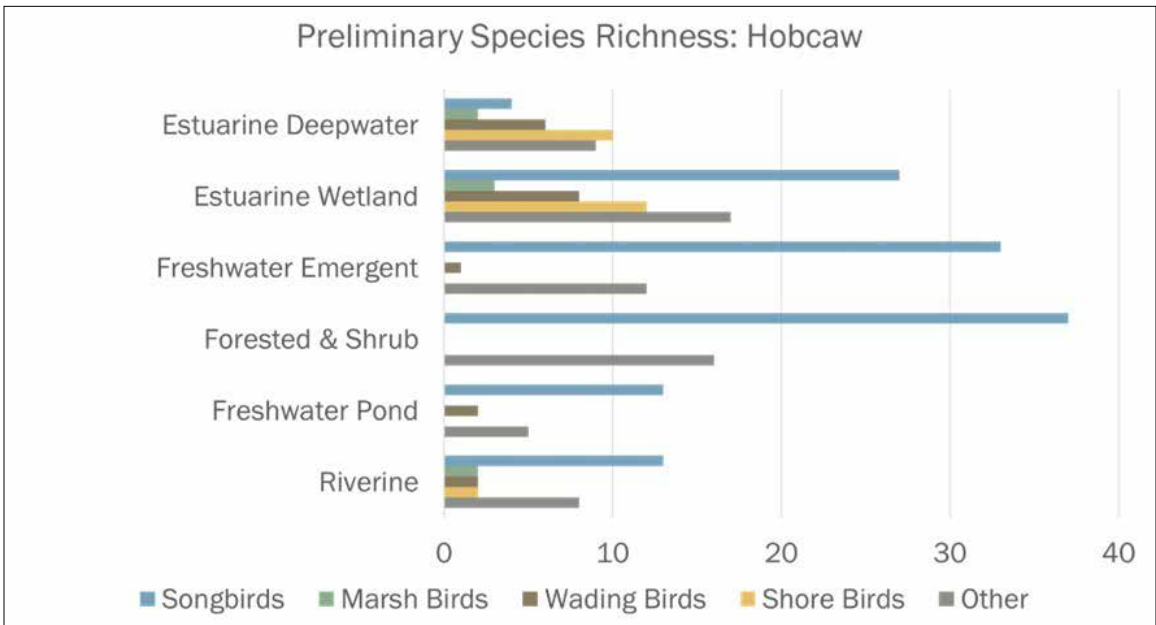 Preliminary Species Richness: Hobcaw
Estuarine Deepwater
Estuarine Wetland
Freshwater Emergent
Forested & Shrub
Freshwater Pond
Riverine
0 10 20 30 40
Songbirds Marsh Birds Wading Birds Shore Birds Other